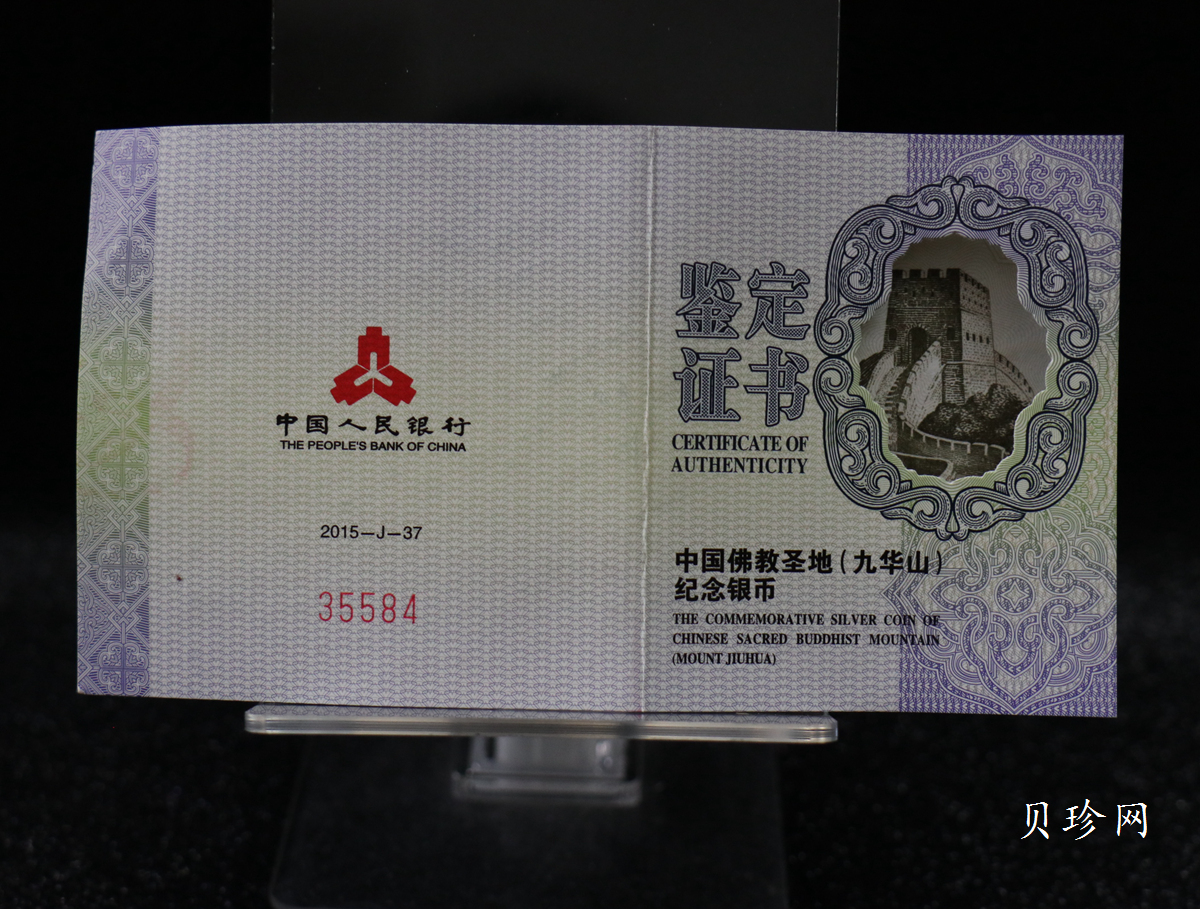 中国人民银行
THE PEOPLE'S BANK OF CHINA
2015—J—37
35584
鉴定
证书
CERTIFICATE OF
AUTHENTICITY
中国佛教圣地(九华山)
纪念银币
THE COMMEMORATIVE SILVER COIN OF
CHINESE SACRED BUDDHIST MOUNTAIN
(MOUNT JIUHUA)
贝珍网